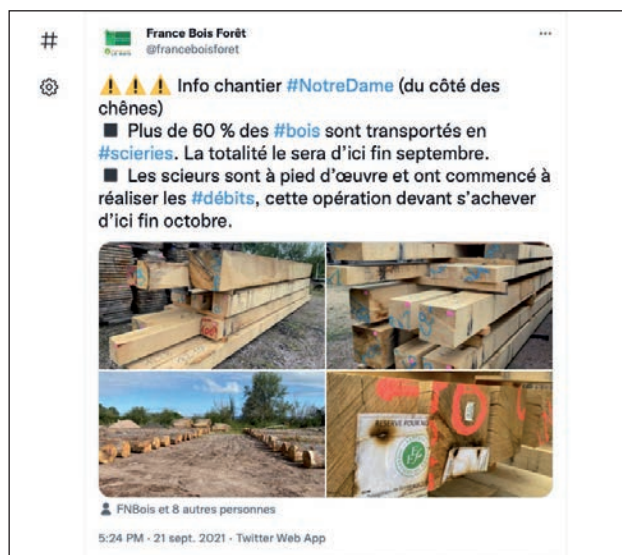 France Bois Forêt
@franceboisforet
⚠️⚠️⚠️ Info chantier #NotreDame (du côté des
chênes)
◼ Plus de 60 % des #bois sont transportés en
#scieries. La totalité le sera d’ici fin septembre.
◼ Les scieurs sont à pied d’œuvre et ont commencé à
réaliser les #débits, cette opération devant s’achever
d’ici fin octobre.
FNBois et 8 autres personnes
5:24 PM · 21 sept. 2021 · Twitter Web App